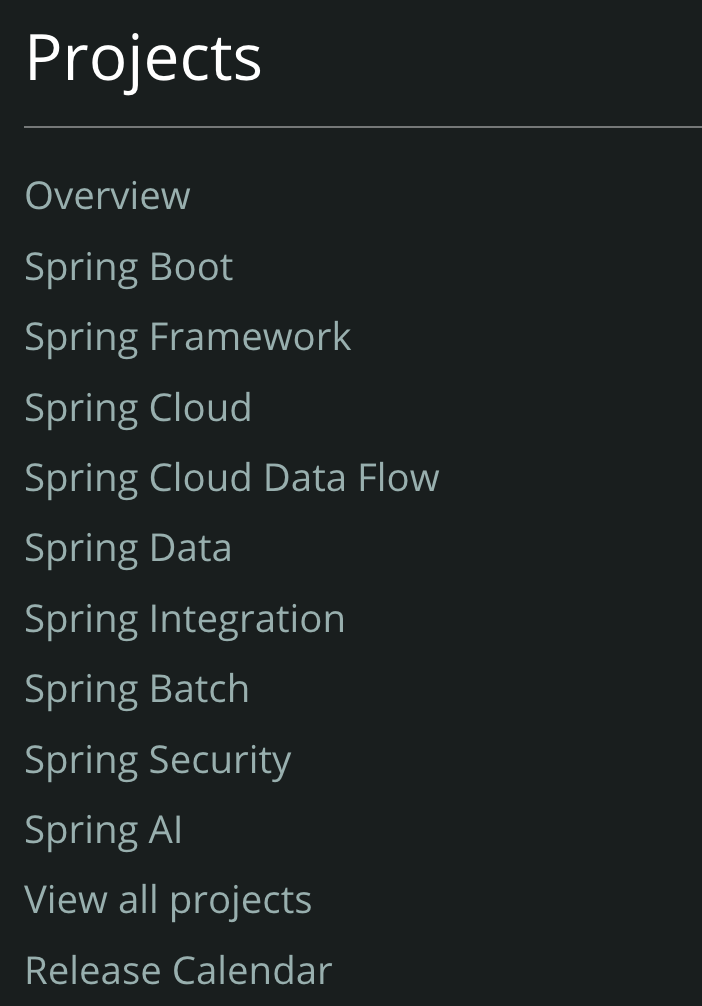 Projects
Overview
Spring Boot
Spring Framework
Spring Cloud
Spring Cloud Data Flow
Spring Data
Spring Integration
Spring Batch
Spring Security
Spring AI
View all projects
Release Calendar